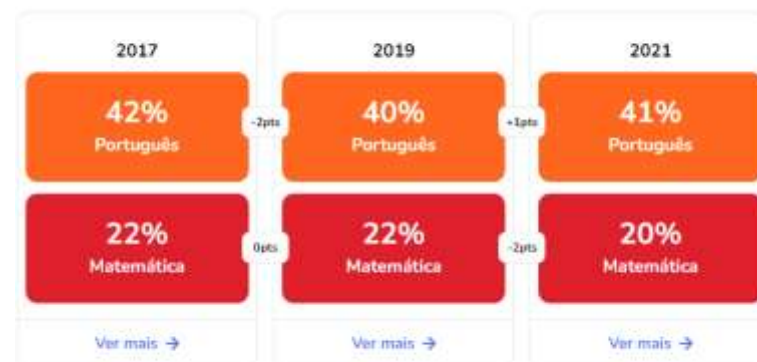 2017
42%
Português
22%
Matemática
Ver mais →
-2pts
0pts
2019
40%
Português
22%
Matemática
Ver mais →
+1pts
-2pts
2021
41%
Português
20%
Matemática
Ver mais →